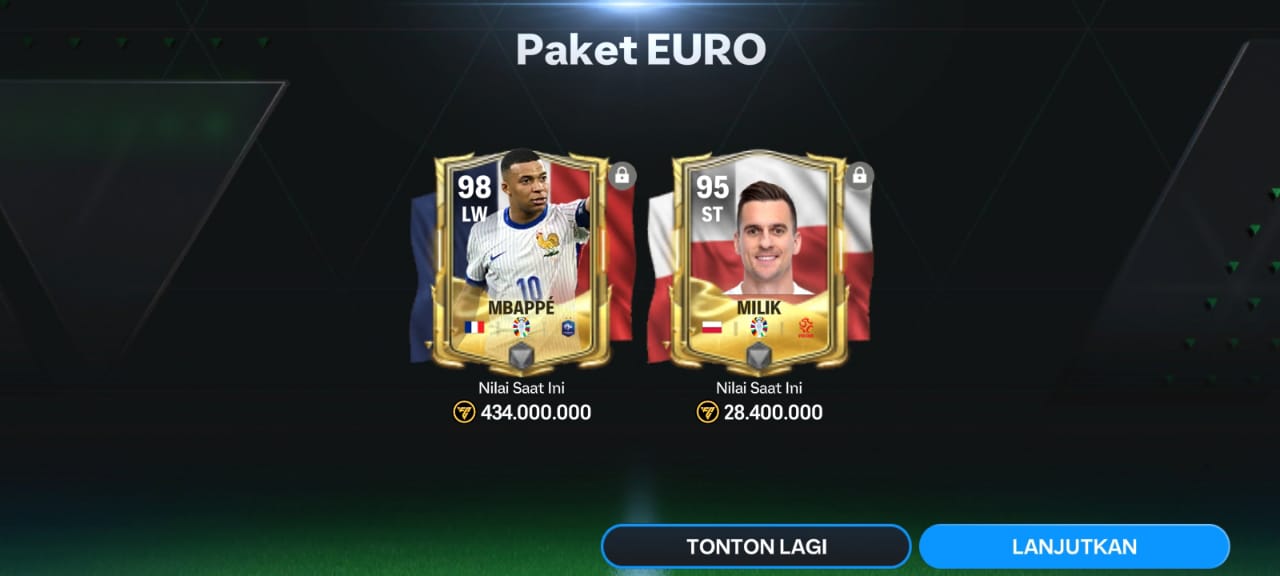 Paket EURO
98
LW
10
MBAPPÉ
Nilai Saat Ini
434.000.000
95
ST
MILIK
Nilai Saat Ini
28.400.000
TONTON LAGI
LANJUTKAN